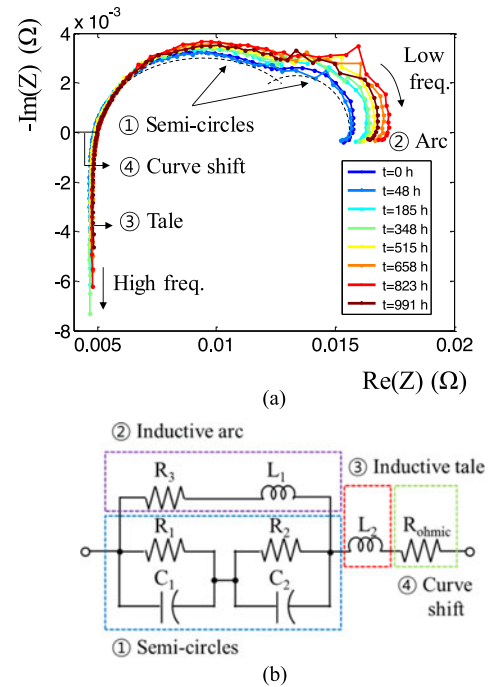 × 10⁻³
-Im(Z) (Ω)
4
2
0
-2
-4
-6
-8
Low
freq.
① Semi-circles
② Arc
④ Curve shift
③ Tale
High freq.
t=0 h
t=48 h
t=185 h
t=348 h
t=515 h
t=658 h
t=823 h
t=991 h
0.005 0.01 0.015 0.02
Re(Z) (Ω)
(a)
② Inductive arc
③ Inductive tale
R3 L1
R1 R2 L2 Rohmic
C1 C2
④ Curve
shift
① Semi-circles
(b)